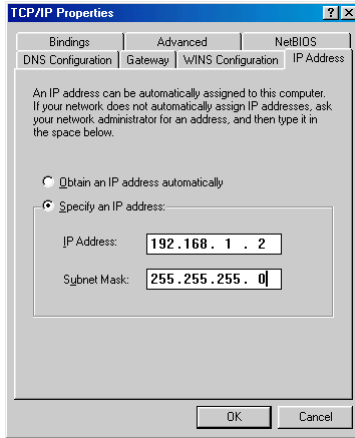 TCP/IP Properties
Bindings Advanced NetBIOS
DNS Configuration Gateway WINS Configuration IP Address
An IP address can be automatically assigned to this computer.
If your network does not automatically assign IP addresses, ask
your network administrator for an address, and then type it in
the space below.
Obtain an IP address automatically
Specify an IP address:
IP Address: 192.168. 1 . 2
Subnet Mask: 255.255.255. 0
OK Cancel